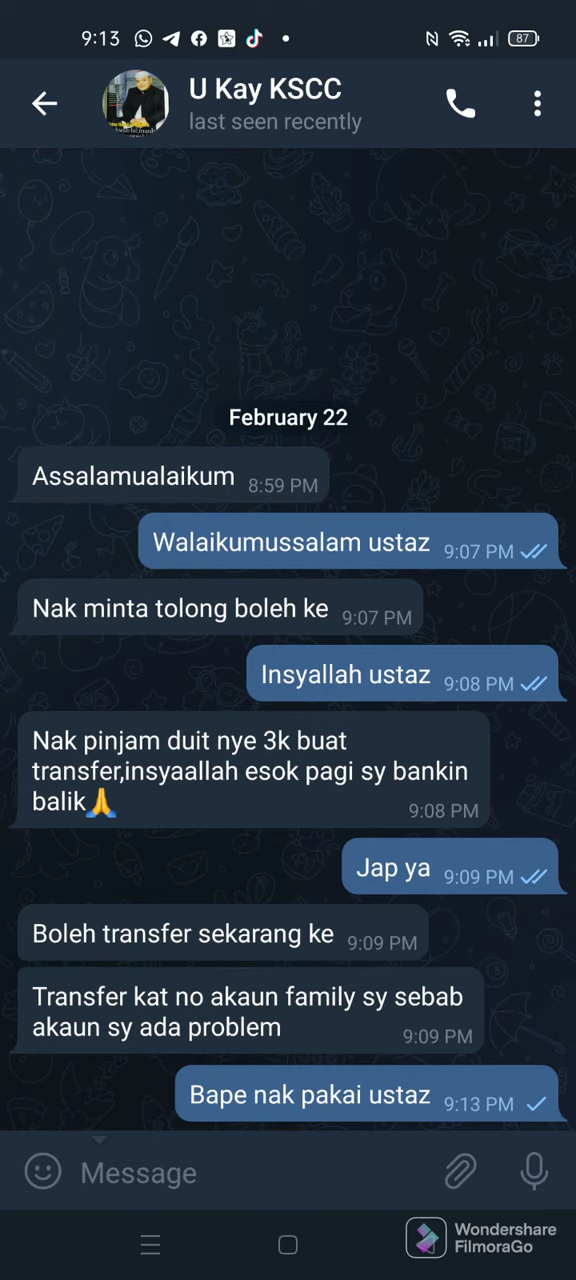 9:13
87
U Kay KSCC
last seen recently
February 22
Assalamualaikum 8:59 PM
Walaikumussalam ustaz 9:07 PM
Nak minta tolong boleh ke 9:07 PM
Insyallah ustaz 9:08 PM
Nak pinjam duit nye 3k buat
transfer,insyaallah esok pagi sy bankin
balik🙏 9:08 PM
Jap ya 9:09 PM
Boleh transfer sekarang ke 9:09 PM
Transfer kat no akaun family sy sebab
akaun sy ada problem 9:09 PM
Bape nak pakai ustaz 9:13 PM
Message
Wondershare
FilmoraGo